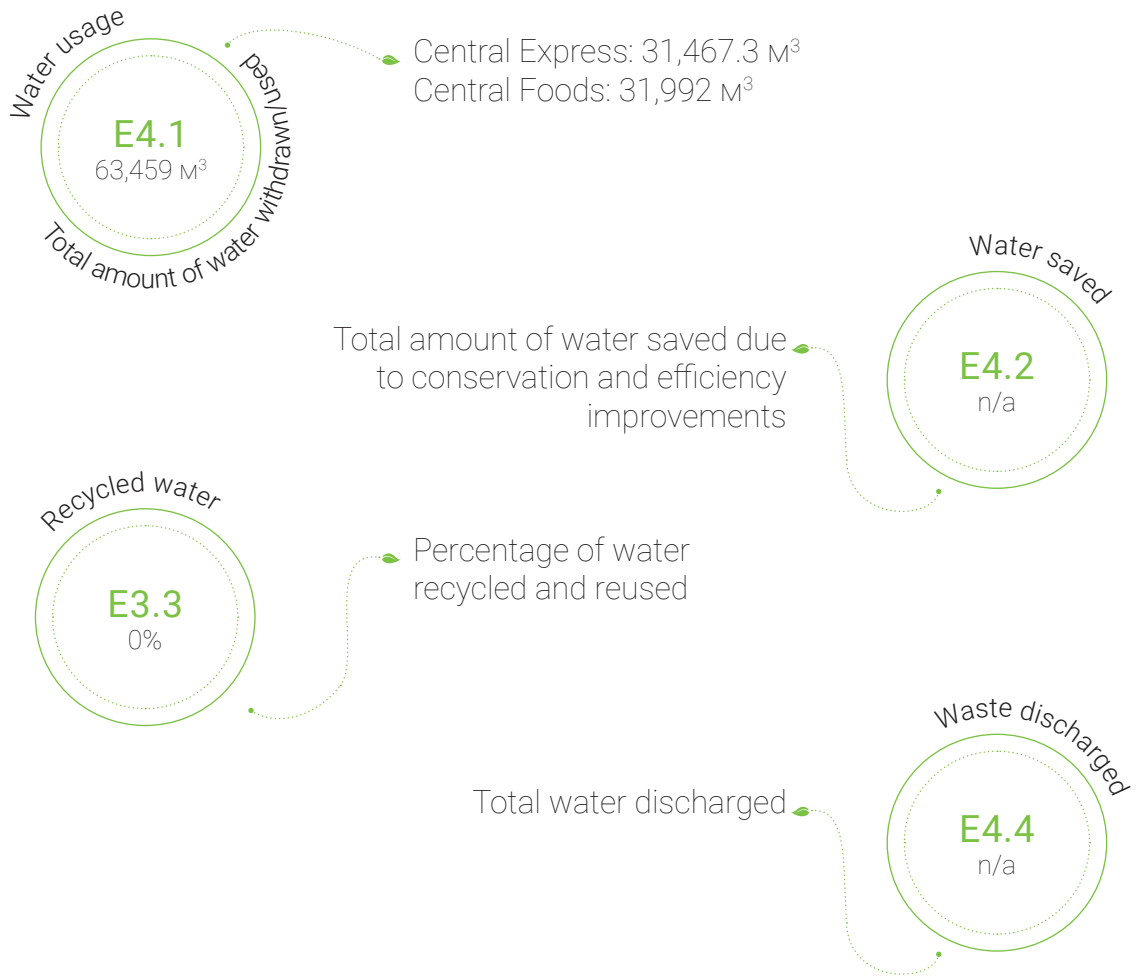 Water usage
E4.1
63,459 м³
Total amount of water withdrawn/used
Central Express: 31,467.3 м³
Central Foods: 31,992 м³
Water saved
E4.2
n/a
Total amount of water saved due
to conservation and efficiency
improvements
Recycled water
E3.3
0%
Percentage of water
recycled and reused
Waste discharged
E4.4
n/a
Total water discharged